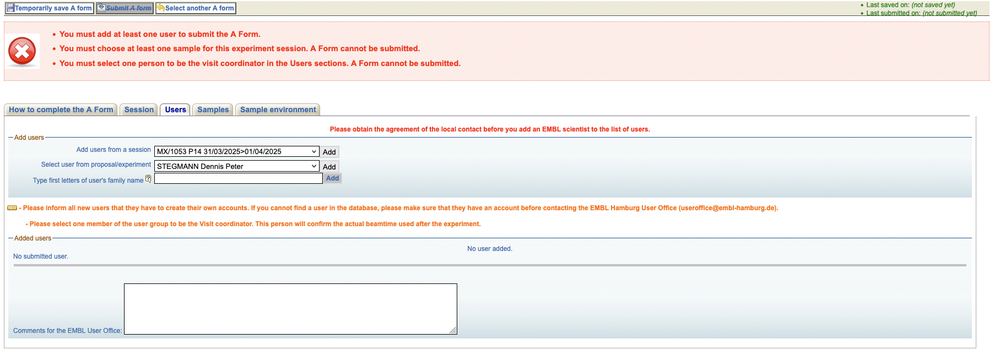 Temporarily save A form Submit A form Select another A form
Last saved on: (not saved yet)
Last submitted on: (not submitted yet)
You must add at least one user to submit the A Form.
You must choose at least one sample for this experiment session. A Form cannot be submitted.
You must select one person to be the visit coordinator in the Users sections. A Form cannot be submitted.
How to complete the A Form Session Users Samples Sample environment
Please obtain the agreement of the local contact before you add an EMBL scientist to the list of users.
Add users
Add users from a session MX/1053 P14 31/03/2025>01/04/2025 Add
Select user from proposal/experiment STEGMANN Dennis Peter Add
Type first letters of user's family name ? Add
NEW - Please inform all new users that they have to create their own accounts. If you cannot find a user in the database, please make sure that they have an account before contacting the EMBL Hamburg User Office (useroffice@embl-hamburg.de).
- Please select one member of the user group to be the Visit coordinator. This person will confirm the actual beamtime used after the experiment.
Added users
No user added.
No submitted user.
Comments for the EMBL User Office: